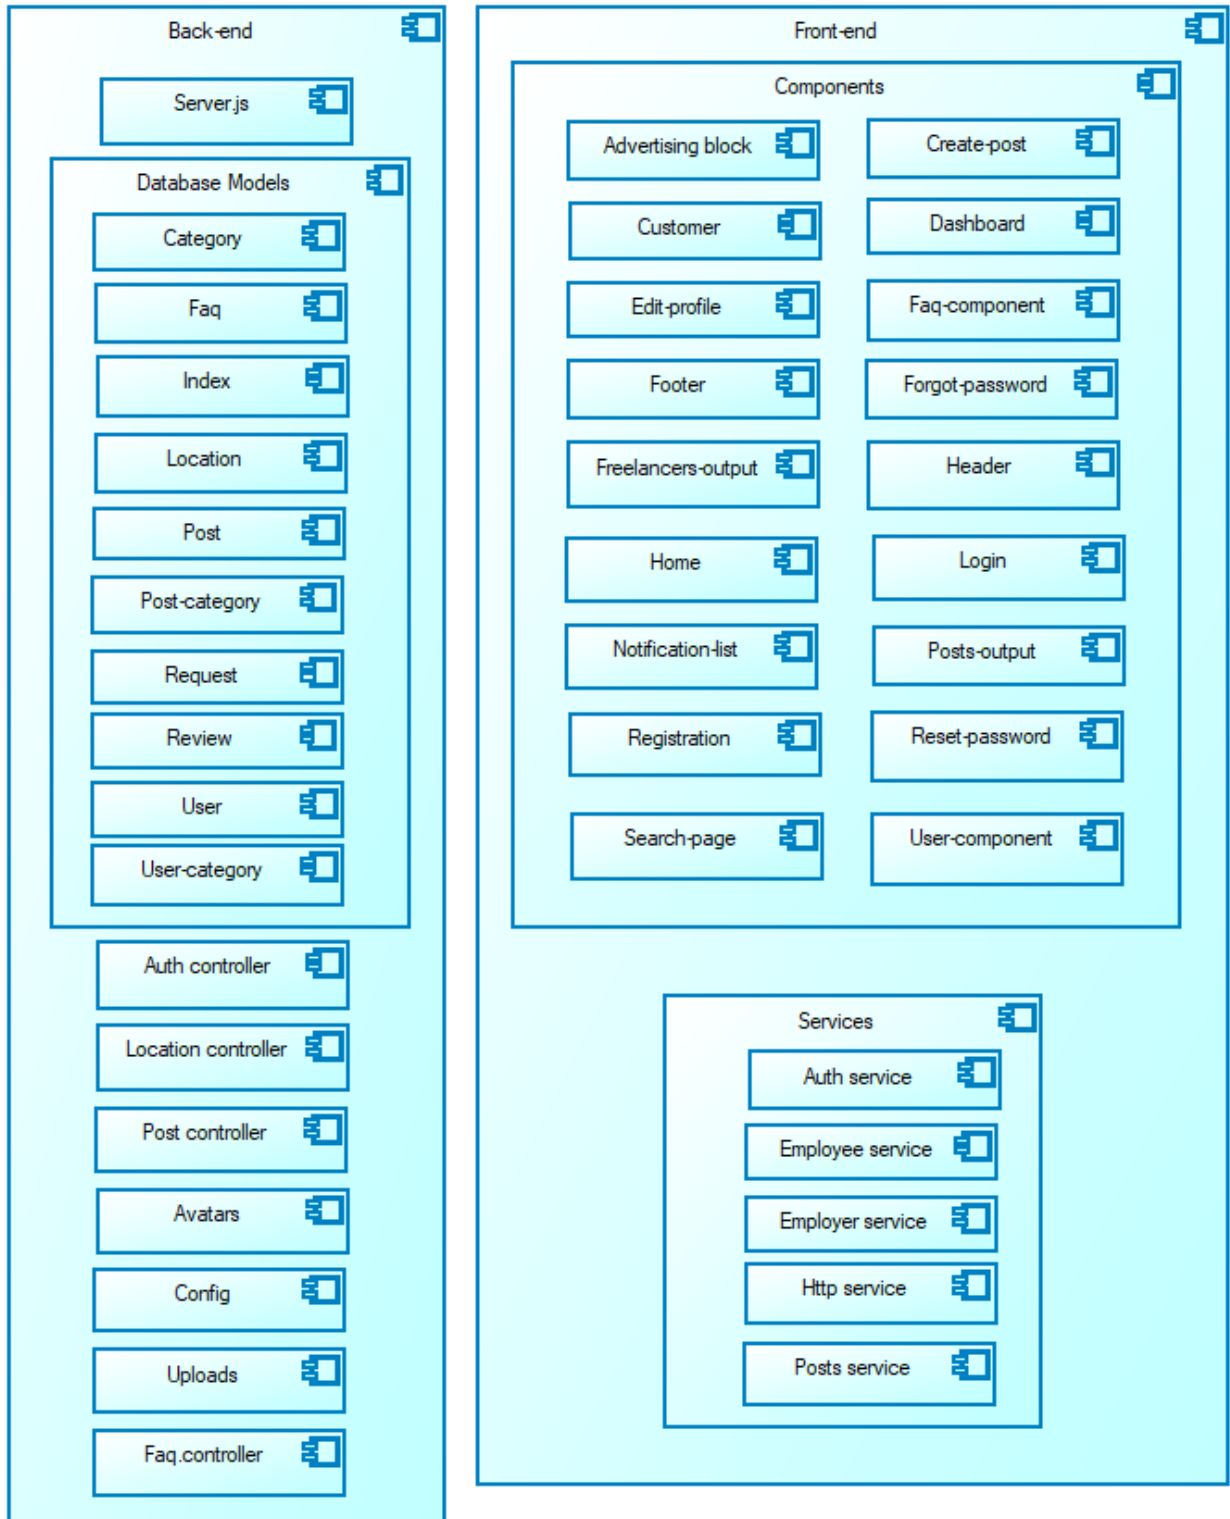 Back-end
Server.js
Database Models
Category
Faq
Index
Location
Post
Post-category
Request
Review
User
User-category
Auth controller
Location controller
Post controller
Avatars
Config
Uploads
Faq.controller
Front-end
Components
Advertising block
Create-post
Customer
Dashboard
Edit-profile
Faq-component
Footer
Forgot-password
Freelancers-output
Header
Home
Login
Notification-list
Posts-output
Registration
Reset-password
Search-page
User-component
Services
Auth service
Employee service
Employer service
Http service
Posts service